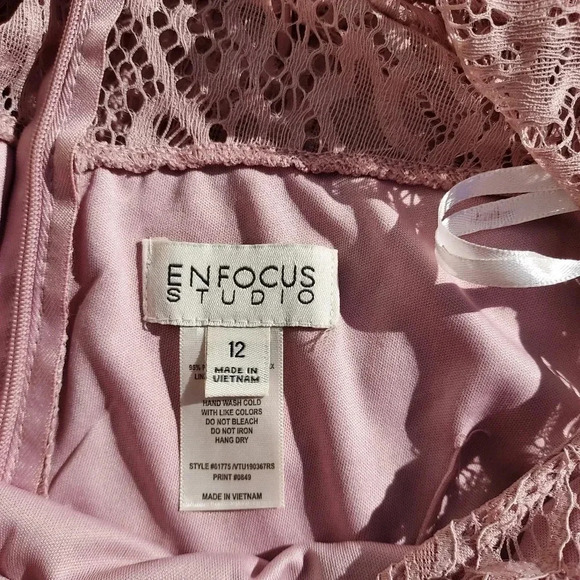 ENFOCUS
STUDIO
12
MADE IN
VIETNAM
HAND WASH COLD
WITH LIKE COLORS
DO NOT BLEACH
DO NOT IRON
HANG DRY
STYLE #61775 /VTU190367RS
PRINT #0849
MADE IN VIETNAM